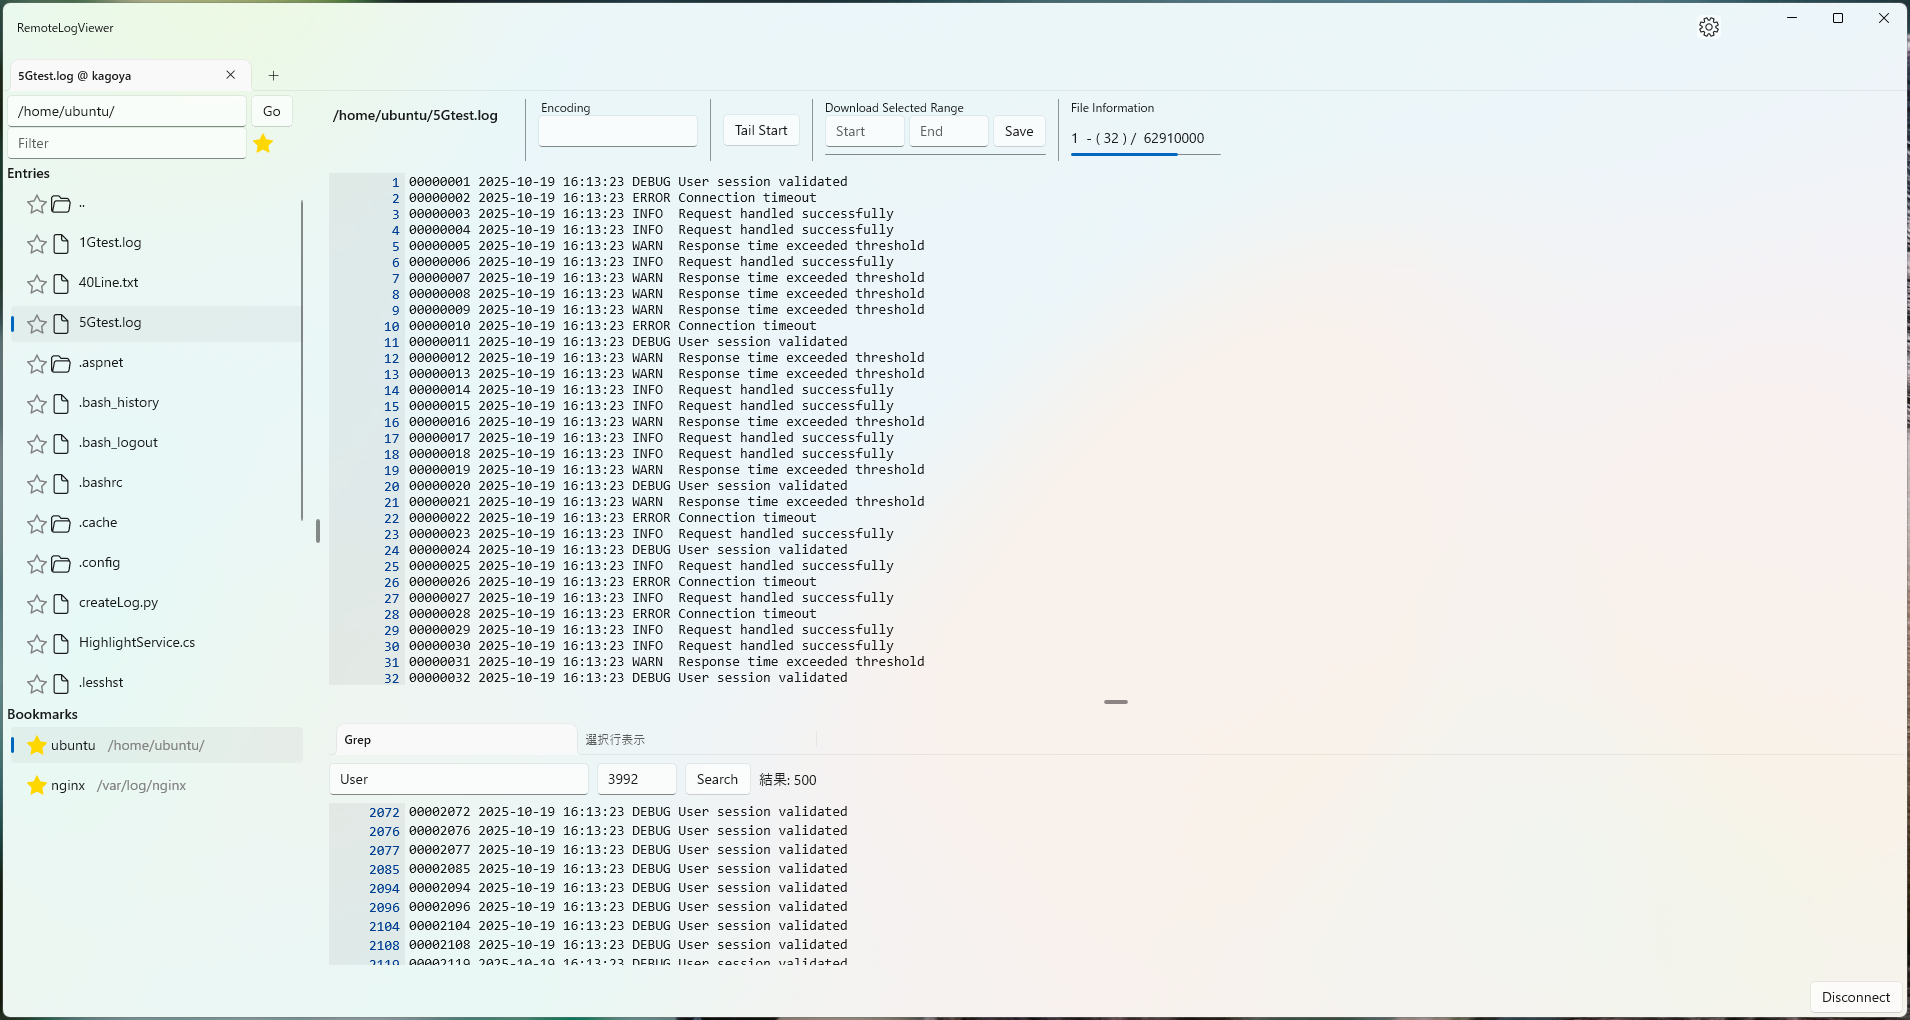 RemoteLogViewer
5Gtest.log @ kagoya
/home/ubuntu/
Go
Filter
Entries
..
1Gtest.log
40Line.txt
5Gtest.log
.aspnet
.bash_history
.bash_logout
.bashrc
.cache
.config
createLog.py
HighlightService.cs
.lesshst
Bookmarks
ubuntu /home/ubuntu/
nginx /var/log/nginx
/home/ubuntu/5Gtest.log
Encoding
Tail Start
Download Selected Range
Start End Save
File Information
1 - ( 32 ) / 62910000
1 00000001 2025-10-19 16:13:23 DEBUG User session validated
2 00000002 2025-10-19 16:13:23 ERROR Connection timeout
3 00000003 2025-10-19 16:13:23 INFO  Request handled successfully
4 00000004 2025-10-19 16:13:23 INFO  Request handled successfully
5 00000005 2025-10-19 16:13:23 WARN  Response time exceeded threshold
6 00000006 2025-10-19 16:13:23 INFO  Request handled successfully
7 00000007 2025-10-19 16:13:23 WARN  Response time exceeded threshold
8 00000008 2025-10-19 16:13:23 WARN  Response time exceeded threshold
9 00000009 2025-10-19 16:13:23 WARN  Response time exceeded threshold
10 00000010 2025-10-19 16:13:23 ERROR Connection timeout
11 00000011 2025-10-19 16:13:23 DEBUG User session validated
12 00000012 2025-10-19 16:13:23 WARN  Response time exceeded threshold
13 00000013 2025-10-19 16:13:23 WARN  Response time exceeded threshold
14 00000014 2025-10-19 16:13:23 INFO  Request handled successfully
15 00000015 2025-10-19 16:13:23 INFO  Request handled successfully
16 00000016 2025-10-19 16:13:23 WARN  Response time exceeded threshold
17 00000017 2025-10-19 16:13:23 INFO  Request handled successfully
18 00000018 2025-10-19 16:13:23 INFO  Request handled successfully
19 00000019 2025-10-19 16:13:23 WARN  Response time exceeded threshold
20 00000020 2025-10-19 16:13:23 DEBUG User session validated
21 00000021 2025-10-19 16:13:23 WARN  Response time exceeded threshold
22 00000022 2025-10-19 16:13:23 ERROR Connection timeout
23 00000023 2025-10-19 16:13:23 INFO  Request handled successfully
24 00000024 2025-10-19 16:13:23 DEBUG User session validated
25 00000025 2025-10-19 16:13:23 INFO  Request handled successfully
26 00000026 2025-10-19 16:13:23 ERROR Connection timeout
27 00000027 2025-10-19 16:13:23 INFO  Request handled successfully
28 00000028 2025-10-19 16:13:23 ERROR Connection timeout
29 00000029 2025-10-19 16:13:23 INFO  Request handled successfully
30 00000030 2025-10-19 16:13:23 INFO  Request handled successfully
31 00000031 2025-10-19 16:13:23 WARN  Response time exceeded threshold
32 00000032 2025-10-19 16:13:23 DEBUG User session validated
Grep 選択行表示
User 3992 Search 結果: 500
2072 00002072 2025-10-19 16:13:23 DEBUG User session validated
2076 00002076 2025-10-19 16:13:23 DEBUG User session validated
2077 00002077 2025-10-19 16:13:23 DEBUG User session validated
2085 00002085 2025-10-19 16:13:23 DEBUG User session validated
2094 00002094 2025-10-19 16:13:23 DEBUG User session validated
2096 00002096 2025-10-19 16:13:23 DEBUG User session validated
2104 00002104 2025-10-19 16:13:23 DEBUG User session validated
2108 00002108 2025-10-19 16:13:23 DEBUG User session validated
2119 00002119 2025-10-19 16:13:23 DEBUG User session validated
Disconnect